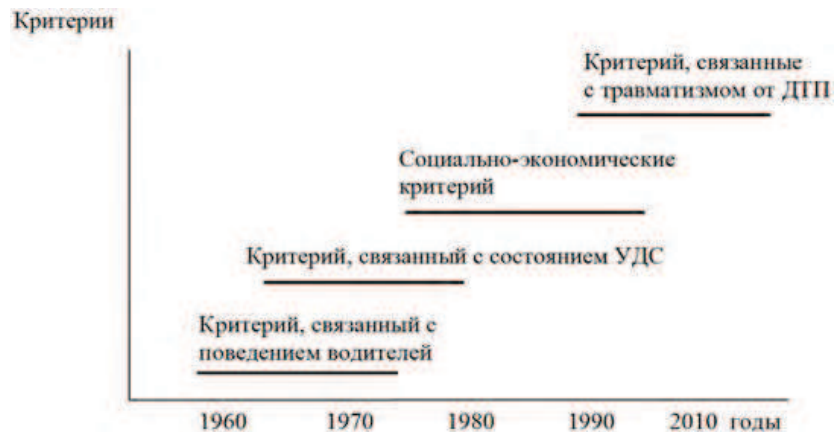 Критерии
Критерий, связанные
с травматизмом от ДТП
Социально-экономические
критерий
Критерий, связанный с состоянием УДС
Критерий, связанный с
поведением водителей
1960 1970 1980 1990 2010 годы